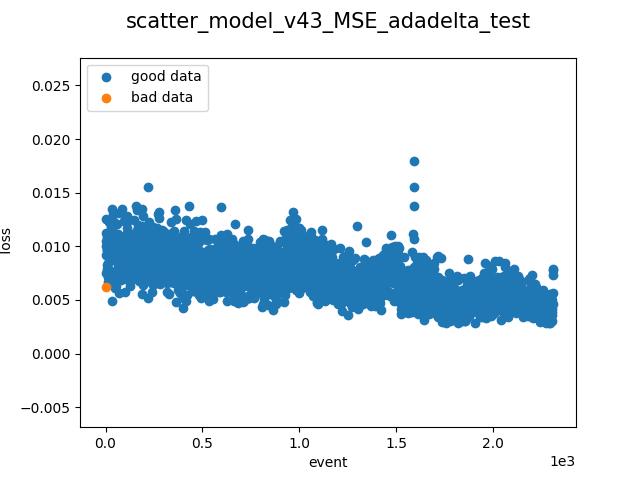 scatter_model_v43_MSE_adadelta_test
good data
bad data
0.025
0.020
0.015
0.010
0.005
0.000
−0.005
loss
0.0 0.5 1.0 1.5 2.0
1e3
event